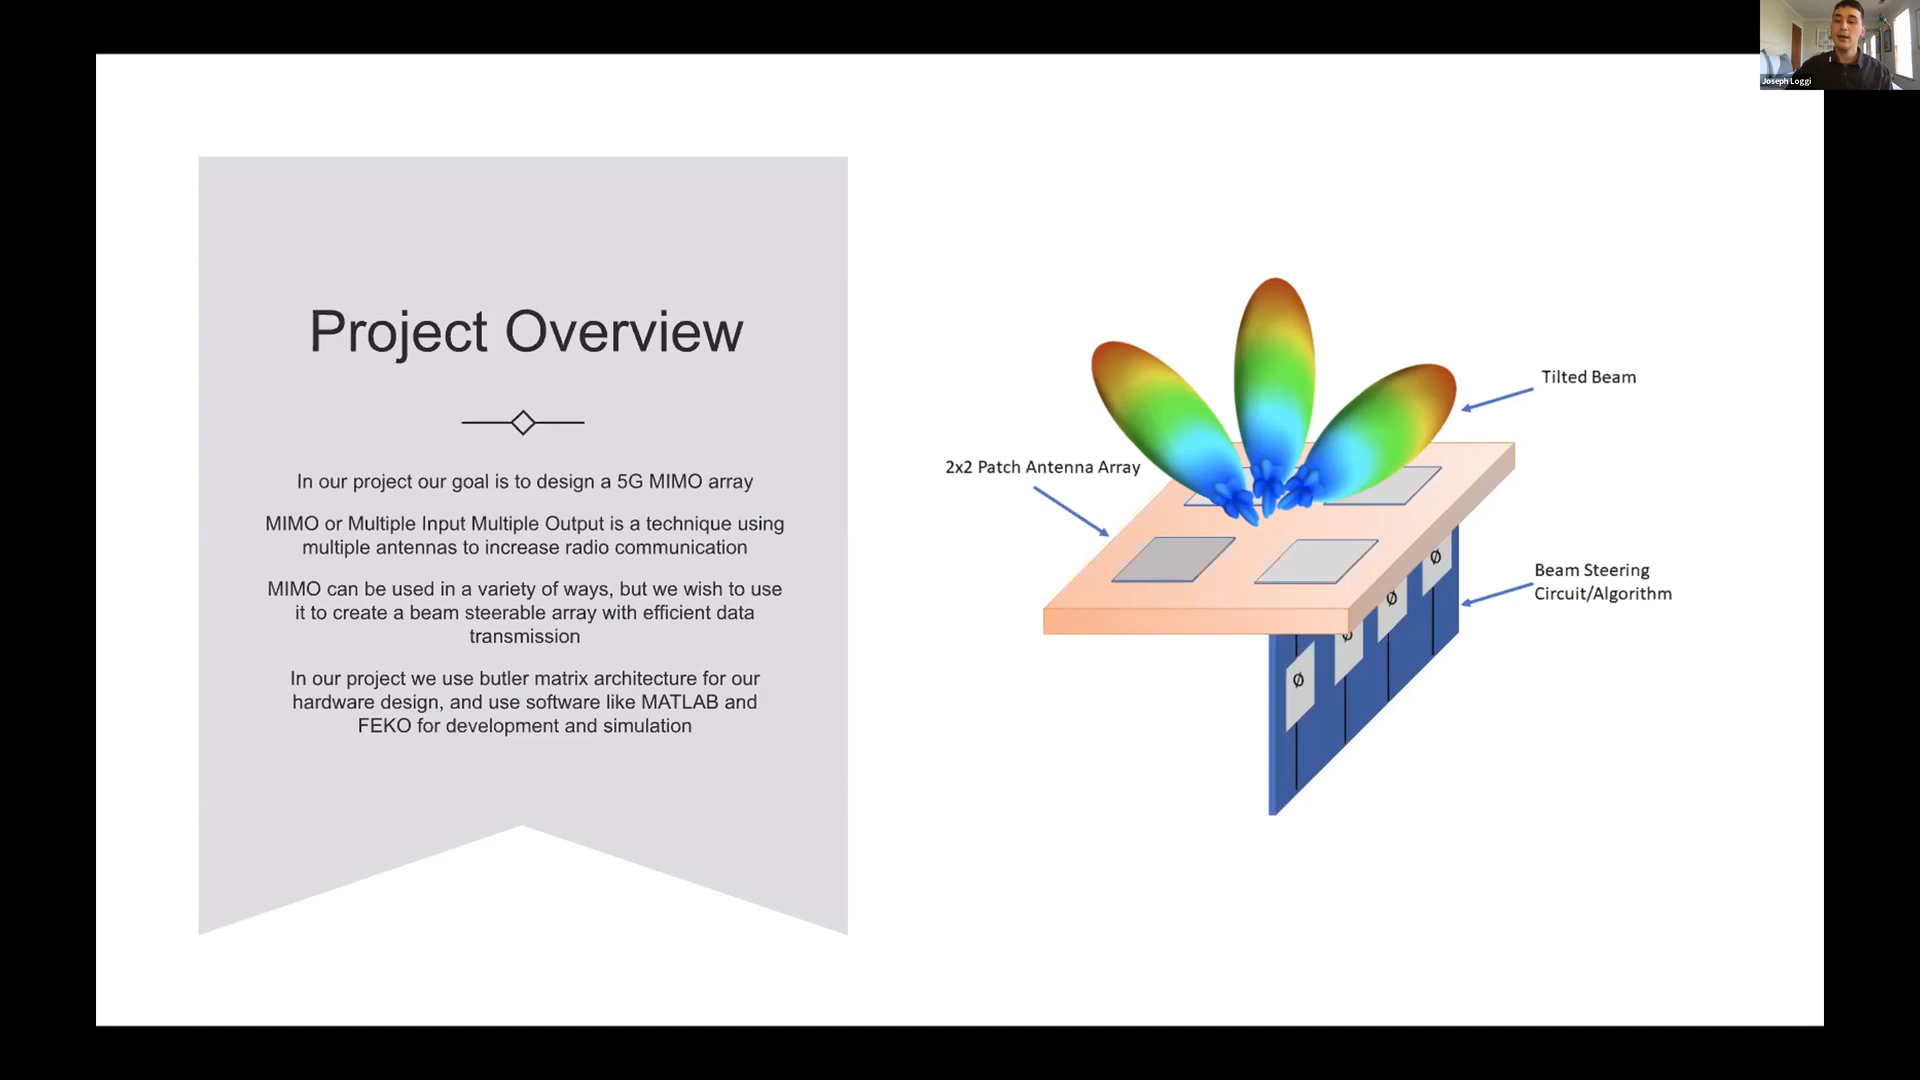 Joseph Loggi
Project Overview
In our project our goal is to design a 5G MIMO array
MIMO or Multiple Input Multiple Output is a technique using
multiple antennas to increase radio communication
MIMO can be used in a variety of ways, but we wish to use
it to create a beam steerable array with efficient data
transmission
In our project we use butler matrix architecture for our
hardware design, and use software like MATLAB and
FEKO for development and simulation
Tilted Beam
2x2 Patch Antenna Array
Beam Steering
Circuit/Algorithm
Ø
Ø
Ø
Ø